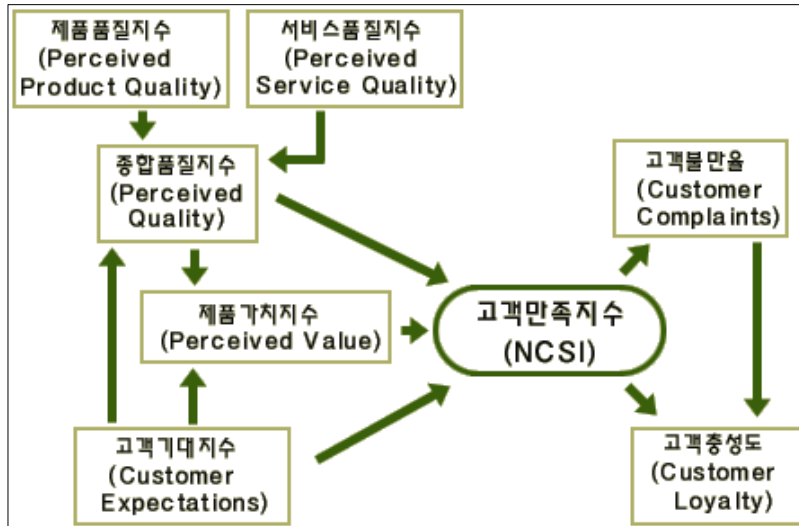 제품품질지수
(Perceived
Product Quality)
서비스품질지수
(Perceived
Service Quality)
종합품질지수
(Perceived
Quality)
고객불만율
(Customer
Complaints)
제품가치지수
(Perceived Value)
고객만족지수
(NCSI)
고객기대지수
(Customer
Expectations)
고객충성도
(Customer
Loyalty)